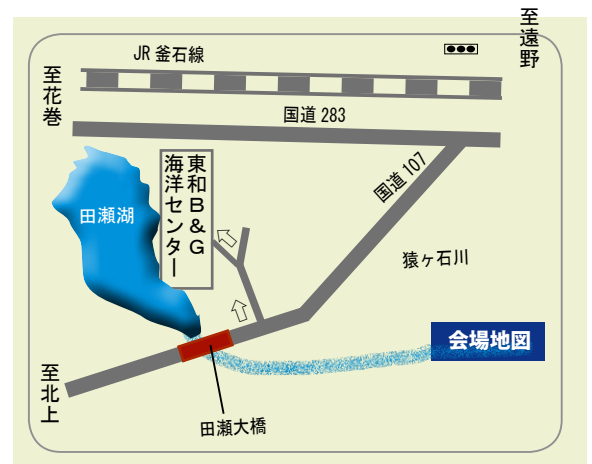 至遠野
JR 釜石線
至花巻
国道 283
国道 107
東和B&G
海洋センター
田瀬湖
猿ヶ石川
会場地図
至北上
田瀬大橋